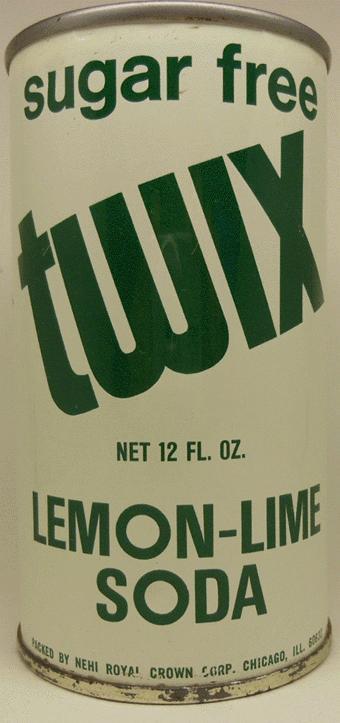 sugar free
twix
NET 12 FL. OZ.
LEMON-LIME
SODA
PACKED BY NEHI ROYAL CROWN CORP. CHICAGO, ILL.